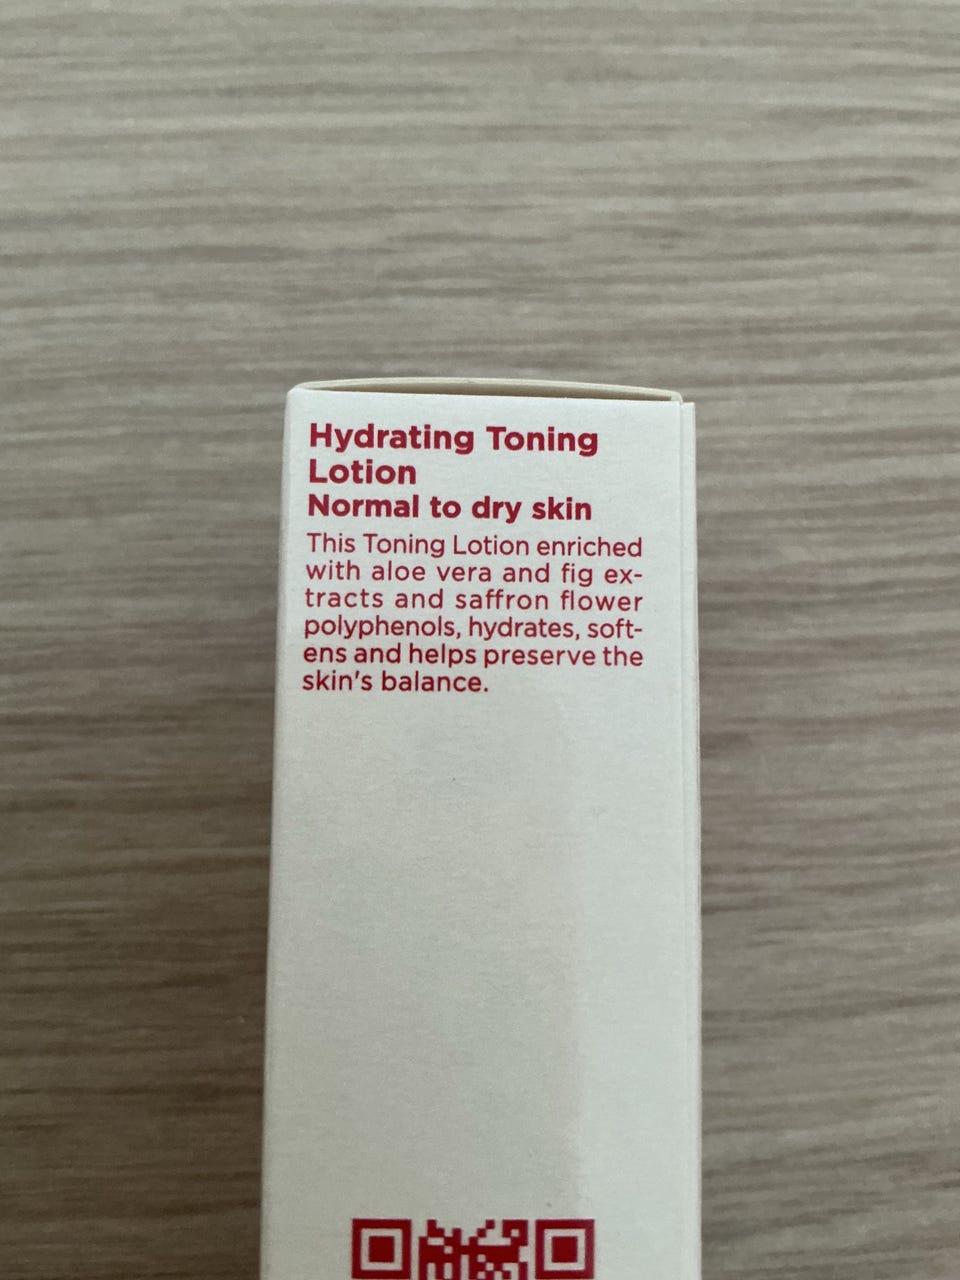 Hydrating Toning
Lotion
Normal to dry skin
This Toning Lotion enriched
with aloe vera and fig ex-
tracts and saffron flower
polyphenols, hydrates, soft-
ens and helps preserve the
skin's balance.